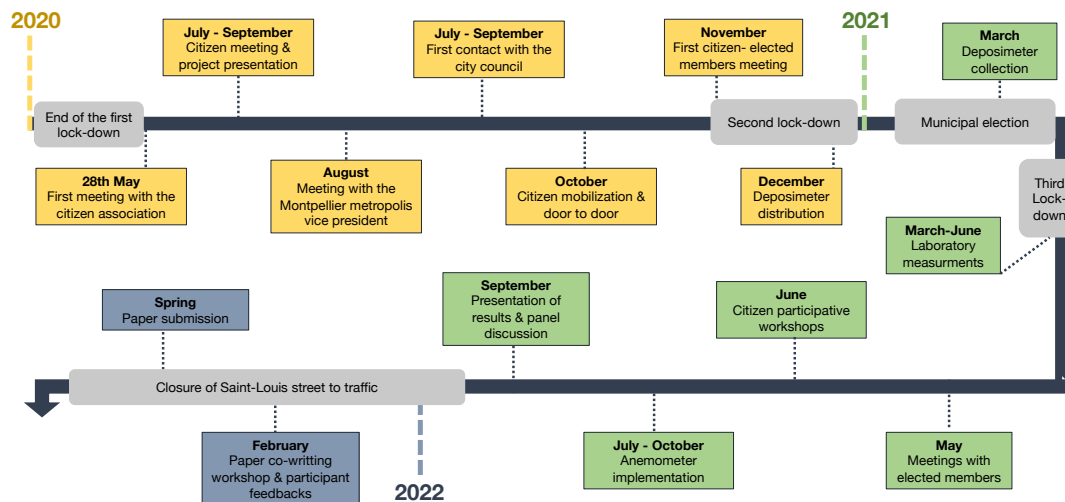 2020
July - September
Citizen meeting &
project presentation
July - September
First contact with the
city council
November
First citizen- elected
members meeting
2021
March
Deposimeter
collection
End of the first
lock-down
Second lock-down
Municipal election
28th May
First meeting with the
citizen association
August
Meeting with the
Montpellier metropolis
vice president
October
Citizen mobilization &
door to door
December
Deposimeter
distribution
Third
Lock-
down
March-June
Laboratory
measurments
Spring
Paper submission
September
Presentation of
results & panel
discussion
June
Citizen participative
workshops
Closure of Saint-Louis street to traffic
February
Paper co-writting
workshop & participant
feedbacks
2022
July - October
Anemometer
implementation
May
Meetings with
elected members